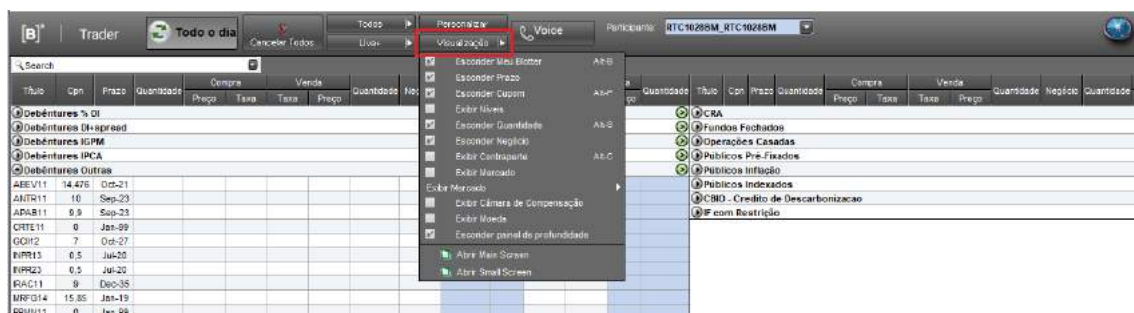 [B]³ Trader Todo o dia Cancelar Todos Todos Livar Personalizar Visualização Voice Participante: RTC1028BM_RTC1028BM
Search
Título Cpn Prazo Quantidade Compra Preço Taxa Venda Taxa Preço Quantidade
Quantidade Título Cpn Prazo Quantidade Compra Preço Taxa Venda Taxa Preço Quantidade Negócio Quantidade
Esconder Meu Blotter Alt-B
Esconder Prazo
Esconder Cupom
Exibir Níveis
Esconder Quantidade
Esconder Negócio
Exibir Contraparte Alt-C
Exibir Mercado
Exibir Mercado
Exibir Câmara de Compensação
Exibir Moeda
Esconder painel de profundidade
Abrir Main Screen
Abrir Small Screen
Debêntures % DI
Debêntures DI+spread
Debêntures IGPM
Debêntures IPCA
Debêntures Outras
ABEV11 14,476 Oct-21
ANTR11 10 Sep-23
APAB11 9,9 Sep-23
CRTE11 0 Jan-99
GOII12 7 Oct-27
INPR13 0,5 Jul-20
INPR23 0,5 Jul-20
IRAC11 9 Dec-35
MRFG14 15,85 Jan-19
CRA
Fundos Fechados
Operações Casadas
Públicos Pré-Fixados
Públicos Inflação
Públicos Indexados
CBIO - Credito de Descarbonizacao
IF com Restrição